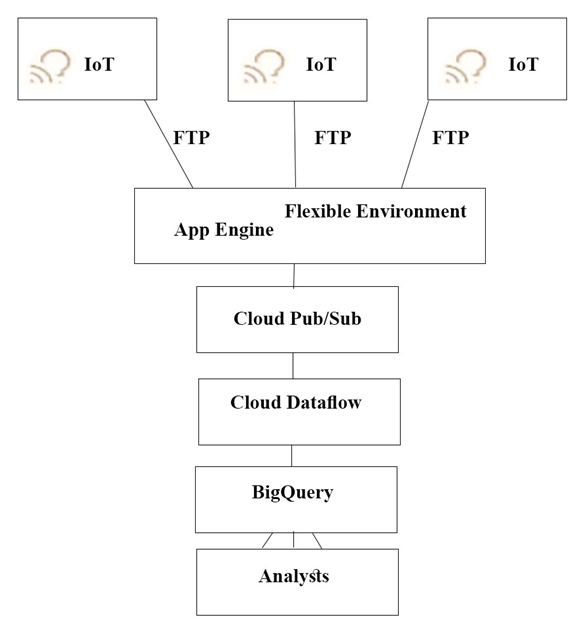 IoT
IoT
IoT
FTP
FTP
FTP
Flexible Environment
App Engine
Cloud Pub/Sub
Cloud Dataflow
BigQuery
Analysts